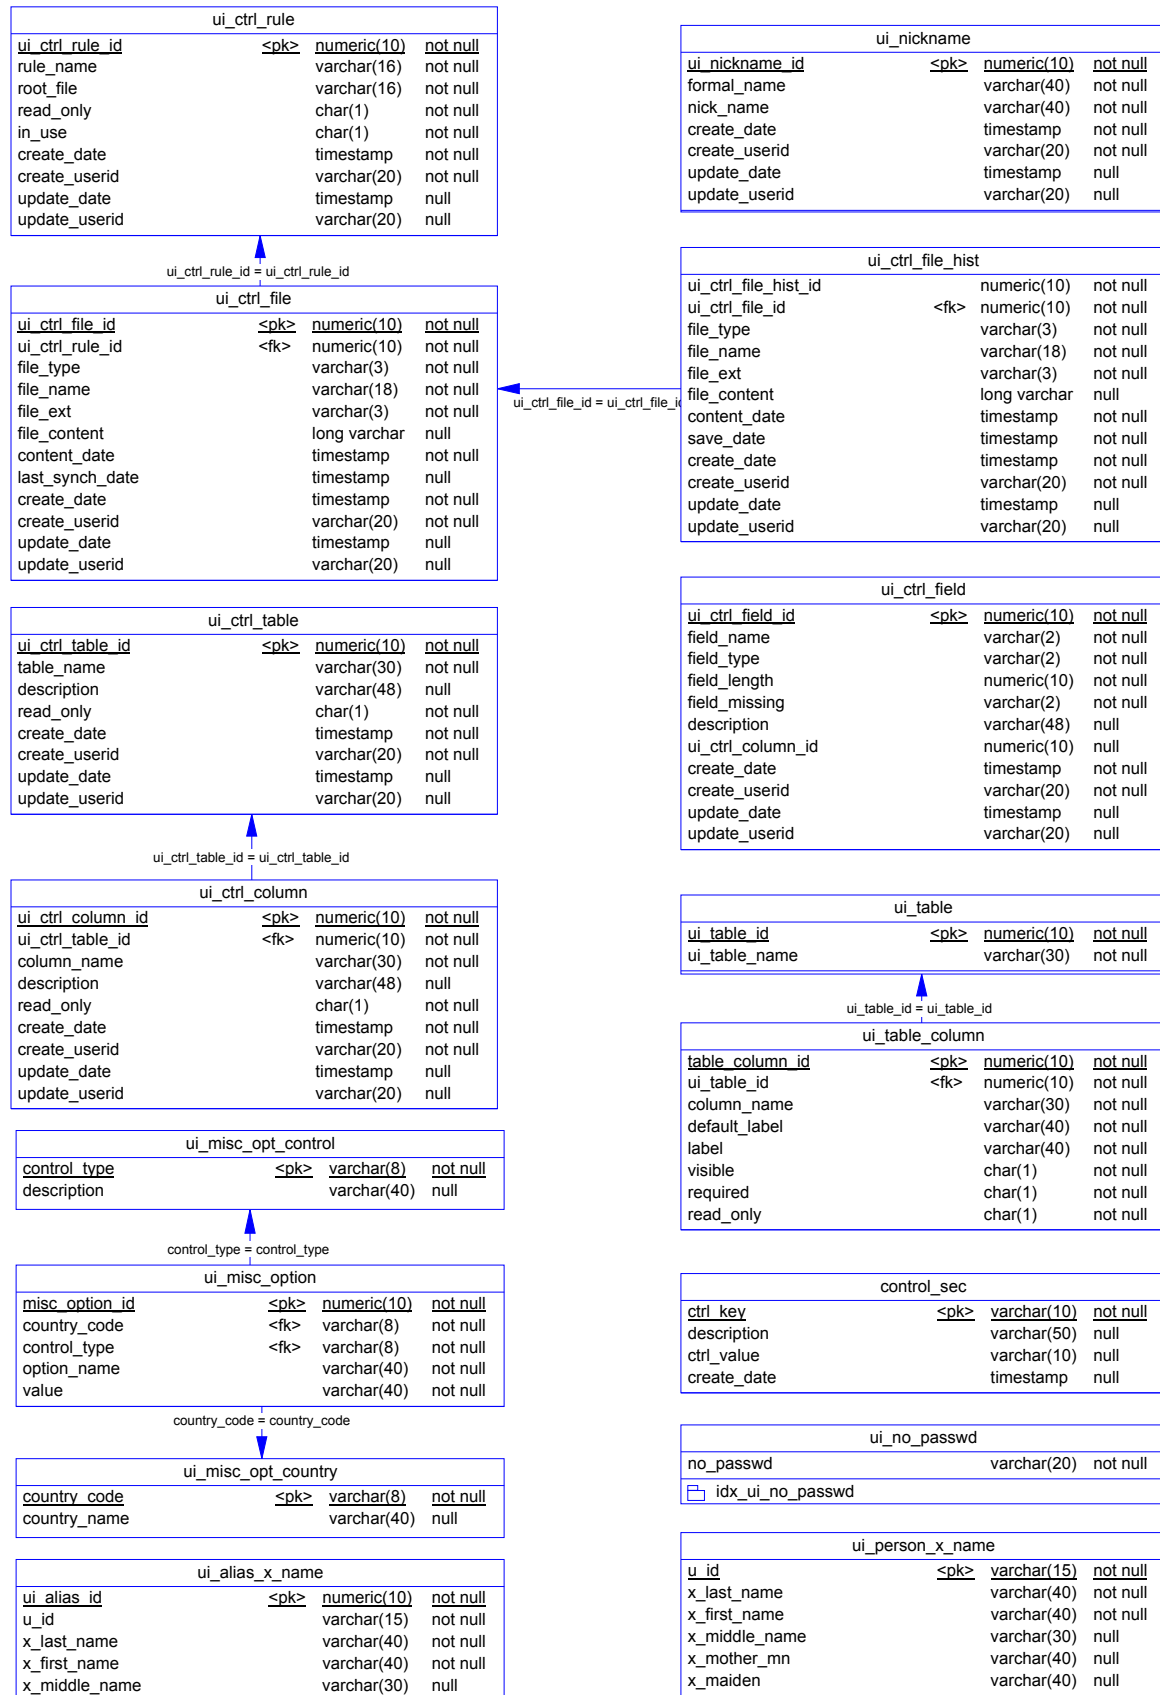 ui_ctrl_rule
ui_ctrl_rule_id <pk> numeric(10) not null
rule_name varchar(16) not null
root_file varchar(16) not null
read_only char(1) not null
in_use char(1) not null
create_date timestamp not null
create_userid varchar(20) not null
update_date timestamp null
update_userid varchar(20) null
ui_ctrl_rule_id = ui_ctrl_rule_id
ui_ctrl_file
ui_ctrl_file_id <pk> numeric(10) not null
ui_ctrl_rule_id <fk> numeric(10) not null
file_type varchar(3) not null
file_name varchar(18) not null
file_ext varchar(3) not null
file_content long varchar null
content_date timestamp not null
last_synch_date timestamp null
create_date timestamp not null
create_userid varchar(20) not null
update_date timestamp null
update_userid varchar(20) null
ui_ctrl_table
ui_ctrl_table_id <pk> numeric(10) not null
table_name varchar(30) not null
description varchar(48) null
read_only char(1) not null
create_date timestamp not null
create_userid varchar(20) not null
update_date timestamp null
update_userid varchar(20) null
ui_ctrl_table_id = ui_ctrl_table_id
ui_ctrl_column
ui_ctrl_column_id <pk> numeric(10) not null
ui_ctrl_table_id <fk> numeric(10) not null
column_name varchar(30) not null
description varchar(48) null
read_only char(1) not null
create_date timestamp not null
create_userid varchar(20) not null
update_date timestamp null
update_userid varchar(20) null
ui_misc_opt_control
control_type <pk> varchar(8) not null
description varchar(40) null
control_type = control_type
ui_misc_option
misc_option_id <pk> numeric(10) not null
country_code <fk> varchar(8) not null
control_type <fk> varchar(8) not null
option_name varchar(40) not null
value varchar(40) not null
country_code = country_code
ui_misc_opt_country
country_code <pk> varchar(8) not null
country_name varchar(40) null
ui_alias_x_name
ui_alias_id <pk> numeric(10) not null
u_id varchar(15) not null
x_last_name varchar(40) not null
x_first_name varchar(40) not null
x_middle_name varchar(30) null
ui_nickname
ui_nickname_id <pk> numeric(10) not null
formal_name varchar(40) not null
nick_name varchar(40) not null
create_date timestamp not null
create_userid varchar(20) not null
update_date timestamp null
update_userid varchar(20) null
ui_ctrl_file_hist
ui_ctrl_file_hist_id numeric(10) not null
ui_ctrl_file_id <fk> numeric(10) not null
file_type varchar(3) not null
file_name varchar(18) not null
file_ext varchar(3) not null
file_content long varchar null
content_date timestamp not null
save_date timestamp not null
create_date timestamp not null
create_userid varchar(20) not null
update_date timestamp null
update_userid varchar(20) null
ui_ctrl_file_id = ui_ctrl_file_id
ui_ctrl_field
ui_ctrl_field_id <pk> numeric(10) not null
field_name varchar(2) not null
field_type varchar(2) not null
field_length numeric(10) not null
field_missing varchar(2) not null
description varchar(48) null
ui_ctrl_column_id numeric(10) null
create_date timestamp not null
create_userid varchar(20) not null
update_date timestamp null
update_userid varchar(20) null
ui_table
ui_table_id <pk> numeric(10) not null
ui_table_name varchar(30) not null
ui_table_id = ui_table_id
ui_table_column
table_column_id <pk> numeric(10) not null
ui_table_id <fk> numeric(10) not null
column_name varchar(30) not null
default_label varchar(40) not null
label varchar(40) not null
visible char(1) not null
required char(1) not null
read_only char(1) not null
control_sec
ctrl_key <pk> varchar(10) not null
description varchar(50) null
ctrl_value varchar(10) null
create_date timestamp null
ui_no_passwd
no_passwd varchar(20) not null
idx_ui_no_passwd
ui_person_x_name
u_id <pk> varchar(15) not null
x_last_name varchar(40) not null
x_first_name varchar(40) not null
x_middle_name varchar(30) null
x_mother_mn varchar(40) null
x_maiden varchar(40) null